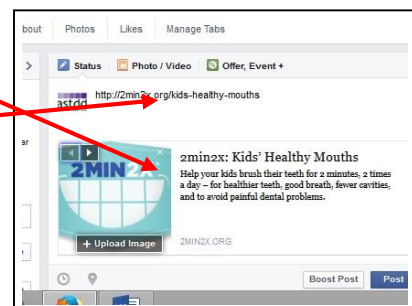 bout Photos Likes Manage Tabs
Status Photo / Video Offer, Event +
astdd http://2min2x.org/kids-healthy-mouths
2MIN2X
2min2x: Kids' Healthy Mouths
Help your kids brush their teeth for 2 minutes, 2 times
a day – for healthier teeth, good breath, fewer cavities,
and to avoid painful dental problems.
+ Upload Image
2MIN2X.ORG
Boost Post Post